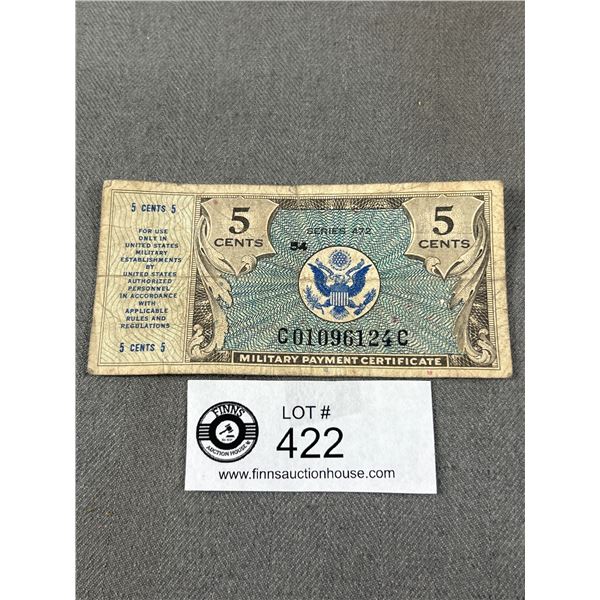 5 CENTS 5
FOR USE
ONLY IN
UNITED STATES
MILITARY
ESTABLISHMENTS
BY
UNITED STATES
AUTHORIZED
PERSONNEL
IN ACCORDANCE
WITH
APPLICABLE
RULES AND
REGULATIONS
5 CENTS 5
5
CENTS
SERIES 472
54
5
CENTS
C01096124C
MILITARY PAYMENT CERTIFICATE
FINNS
AUCTION HOUSE
LOT #
422
www.finnsauctionhouse.com